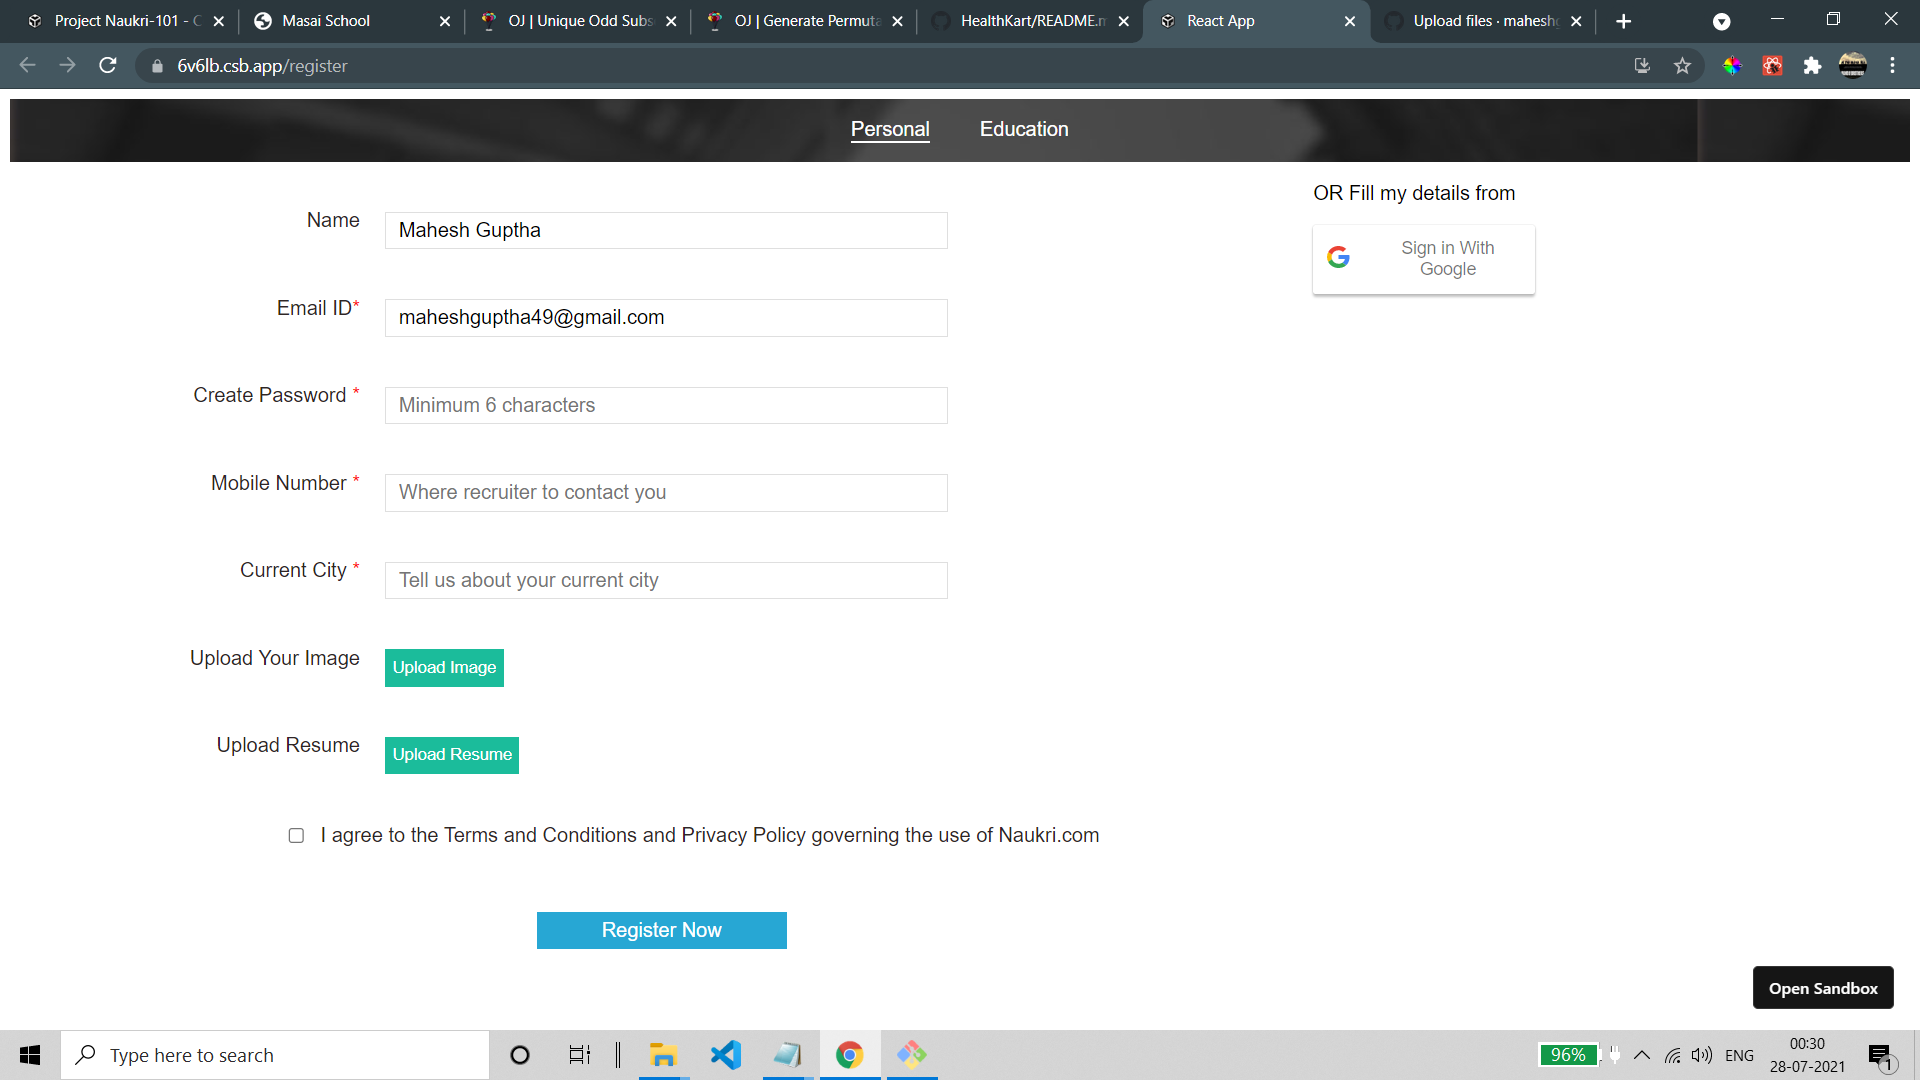 Project Naukri-101 - C
Masai School
OJ | Unique Odd Subs
OJ | Generate Permuta
HealthKart/README.m
React App
Upload files · maheshg
6v6lb.csb.app/register
Personal
Education
OR Fill my details from
Sign in With
Google
Name
Mahesh Guptha
Email ID*
maheshguptha49@gmail.com
Create Password *
Minimum 6 characters
Mobile Number *
Where recruiter to contact you
Current City *
Tell us about your current city
Upload Your Image
Upload Image
Upload Resume
Upload Resume
I agree to the Terms and Conditions and Privacy Policy governing the use of Naukri.com
Register Now
Open Sandbox
Type here to search
96%
ENG
00:30
28-07-2021
1